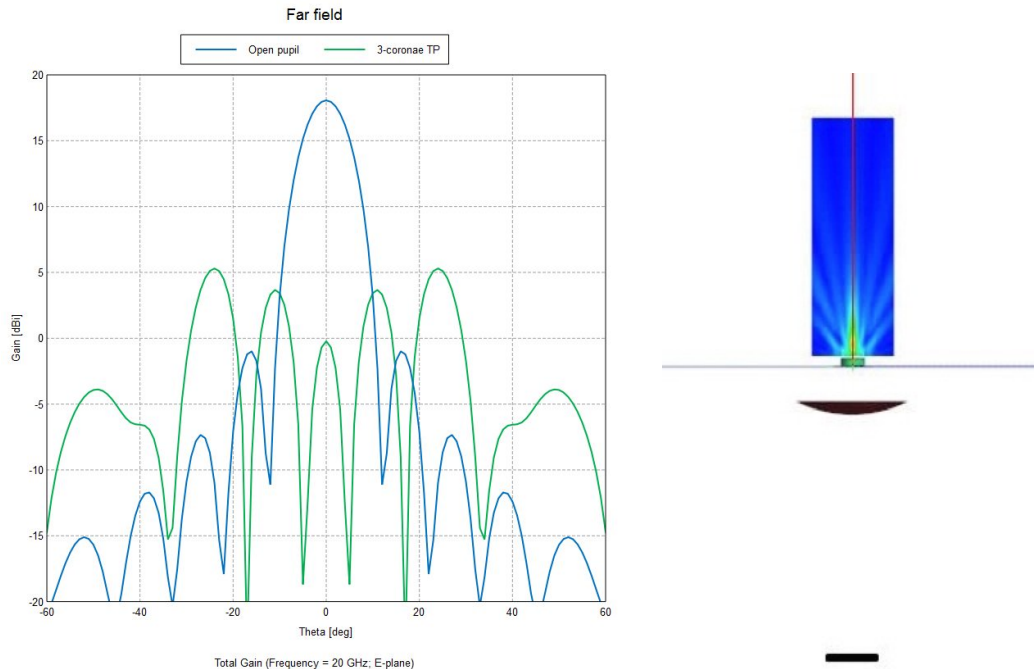 Far field
Open pupil 3-coronae TP
20
15
10
5
0
-5
-10
-15
-20
Gain [dBi]
-60 -40 -20 0 20 40 60
Theta [deg]
Total Gain (Frequency = 20 GHz; E-plane)